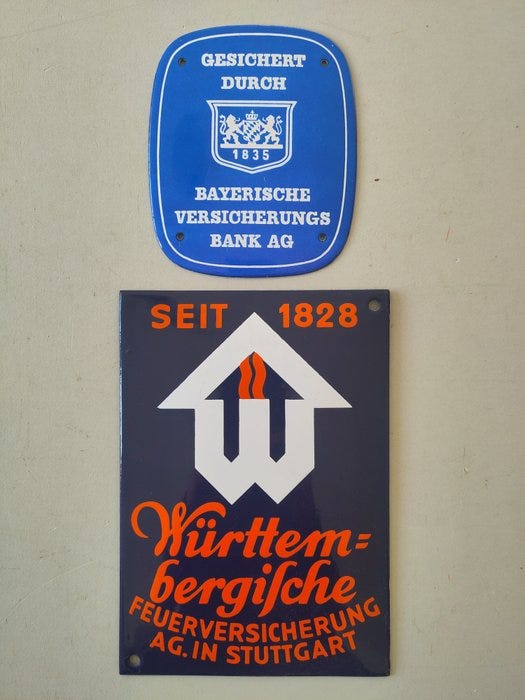 GESICHERT
DURCH
1835
BAYERISCHE
VERSICHERUNGS
BANK AG
SEIT 1828
W
Württem=
bergiſche
FEUERVERSICHERUNG
AG. IN STUTTGART